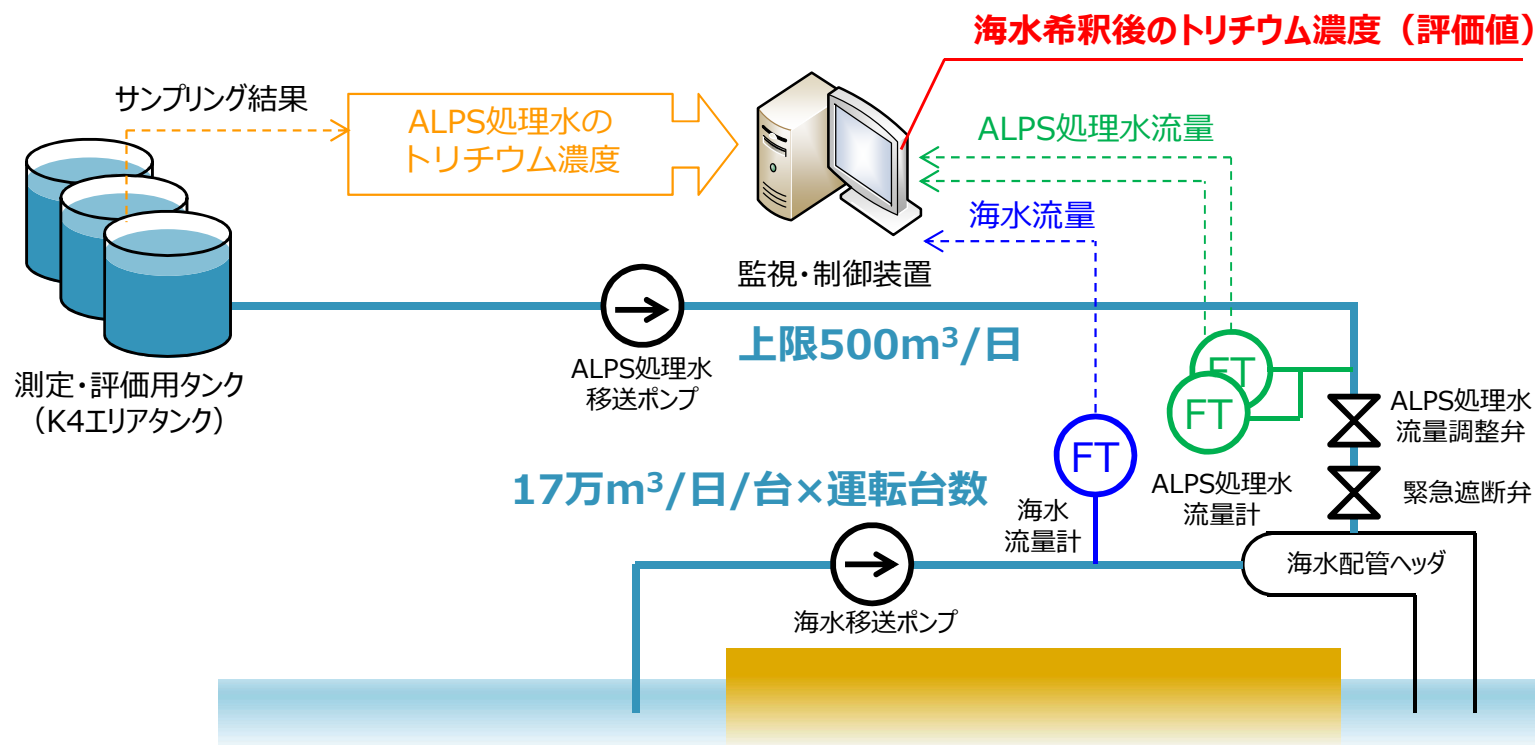 海水希釈後のトリチウム濃度（評価値）
サンプリング結果
ALPS処理水の
トリチウム濃度
ALPS処理水流量
海水流量
監視・制御装置
上限500m³/日
ALPS処理水
移送ポンプ
測定・評価用タンク
（K4エリアタンク）
FT
FT
ALPS処理水
流量調整弁
FT
ALPS処理水
流量計
緊急遮断弁
17万m³/日/台×運転台数
海水
流量計
海水配管ヘッダ
海水移送ポンプ